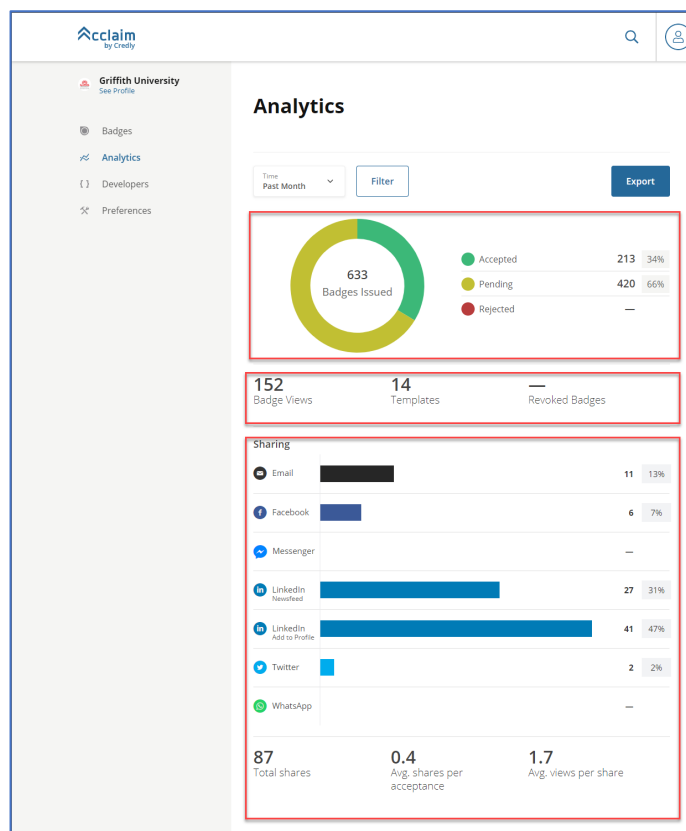 Acclaim
by Credly
Griffith University
See Profile
Badges
Analytics
Developers
Preferences
Analytics
Time
Past Month
Filter
Export
633
Badges Issued
Accepted 213 34%
Pending 420 66%
Rejected —
152 14 —
Badge Views Templates Revoked Badges
Sharing
Email 11 13%
Facebook 6 7%
Messenger —
LinkedIn 27 31%
Newsfeed
LinkedIn 41 47%
Add to Profile
Twitter 2 2%
WhatsApp —
87 0.4 1.7
Total shares Avg. shares per Avg. views per share
acceptance